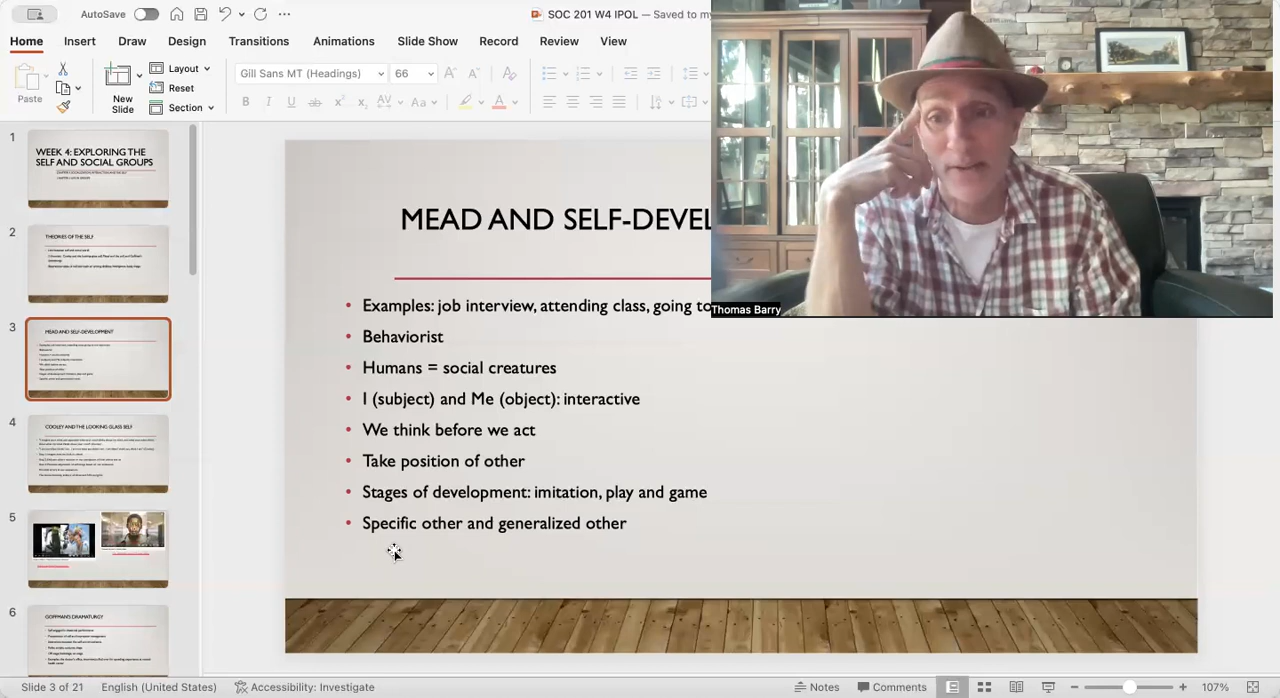 AutoSave
SOC 201 W4 IPOL — Saved to my
Home Insert Draw Design Transitions Animations Slide Show Record Review View
Paste
New
Slide
Layout
Reset
Section
Gill Sans MT (Headings) 66
B I U ab x² x₂ AV Aa A
1
WEEK 4: EXPLORING THE
SELF AND SOCIAL GROUPS
2
THEORIES OF THE SELF
3
MEAD AND SELF-DEVELOPMENT
4
COOLEY AND THE LOOKING GLASS SELF
5
6
GOFFMAN'S DRAMATURGY
MEAD AND SELF-DEVEL
• Examples: job interview, attending class, going to
• Behaviorist
• Humans = social creatures
• I (subject) and Me (object): interactive
• We think before we act
• Take position of other
• Stages of development: imitation, play and game
• Specific other and generalized other
Thomas Barry
Slide 3 of 21 English (United States) Accessibility: Investigate Notes Comments 107%